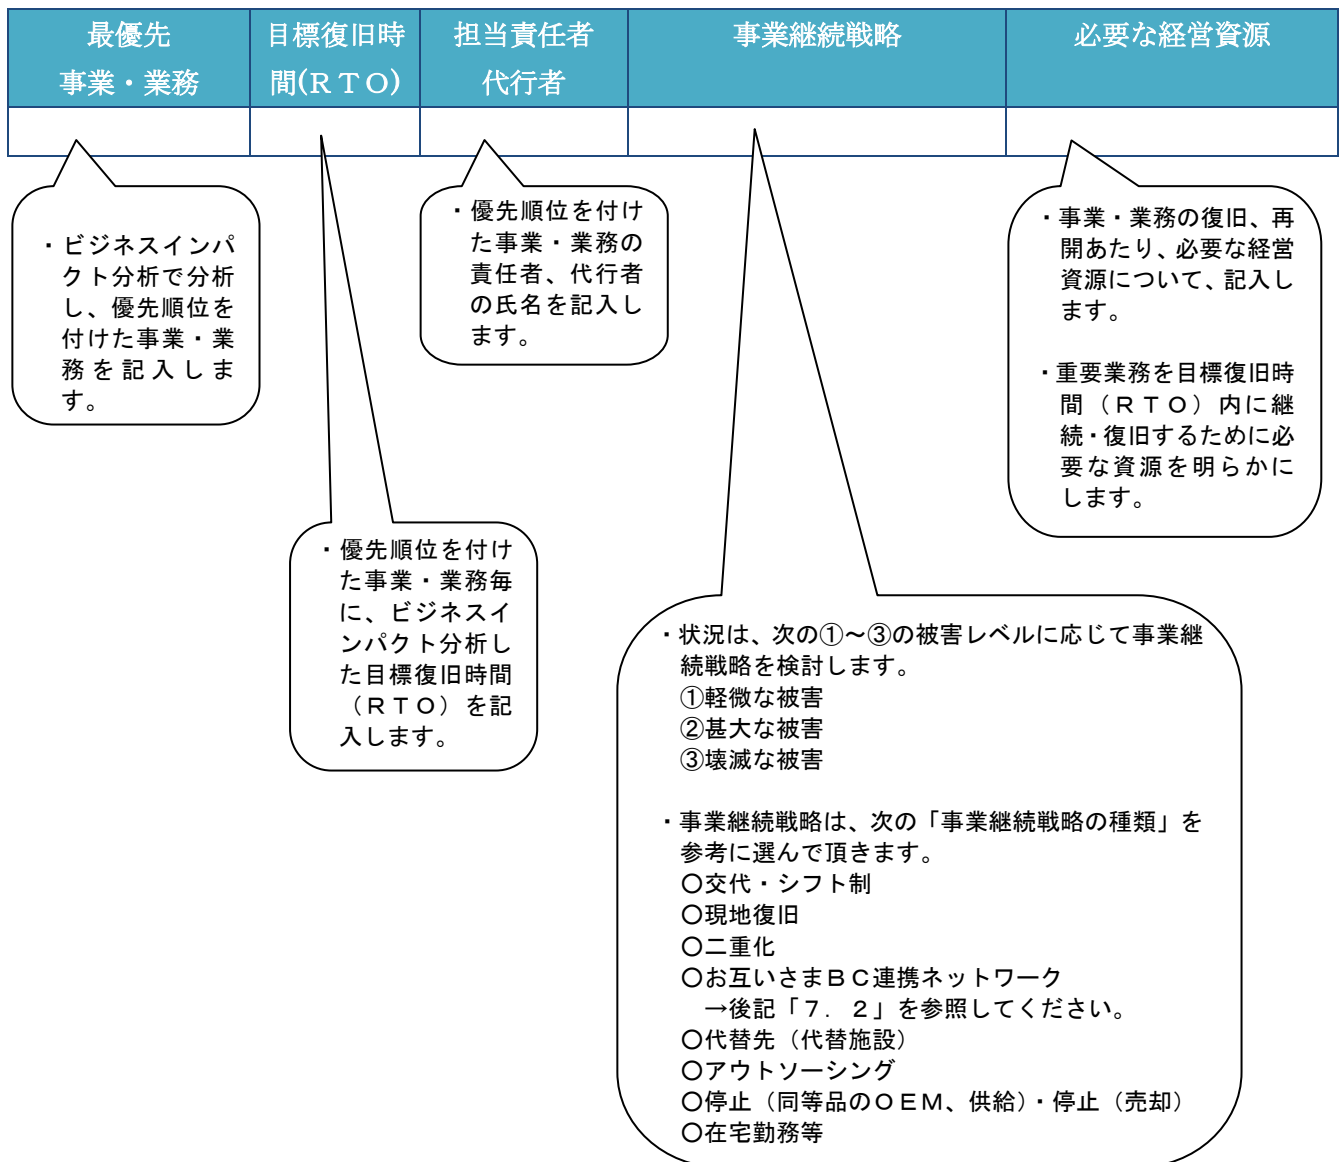 最優先
事業・業務
目標復旧時
間(RTO)
担当責任者
代行者
事業継続戦略
必要な経営資源
・ビジネスインパ
クト分析で分析
し、優先順位を
付けた事業・業
務を記入しま
す。
・優先順位を付け
た事業・業務毎
に、ビジネスイ
ンパクト分析し
た目標復旧時間
（ＲＴＯ）を記
入します。
・優先順位を付け
た事業・業務の
責任者、代行者
の氏名を記入し
ます。
・状況は、次の①～③の被害レベルに応じて事業継
続戦略を検討します。
①軽微な被害
②甚大な被害
③壊滅な被害
・事業継続戦略は、次の「事業継続戦略の種類」を
参考に選んで頂きます。
〇交代・シフト制
〇現地復旧
〇二重化
〇お互いさまＢＣ連携ネットワーク
→後記「７．２」を参照してください。
〇代替先（代替施設）
〇アウトソーシング
〇停止（同等品のＯＥＭ、供給）・停止（売却）
〇在宅勤務等
・事業・業務の復旧、再
開あたり、必要な経営
資源について、記入し
ます。
・重要業務を目標復旧時
間（ＲＴＯ）内に継
続・復旧するために必
要な資源を明らかに
します。